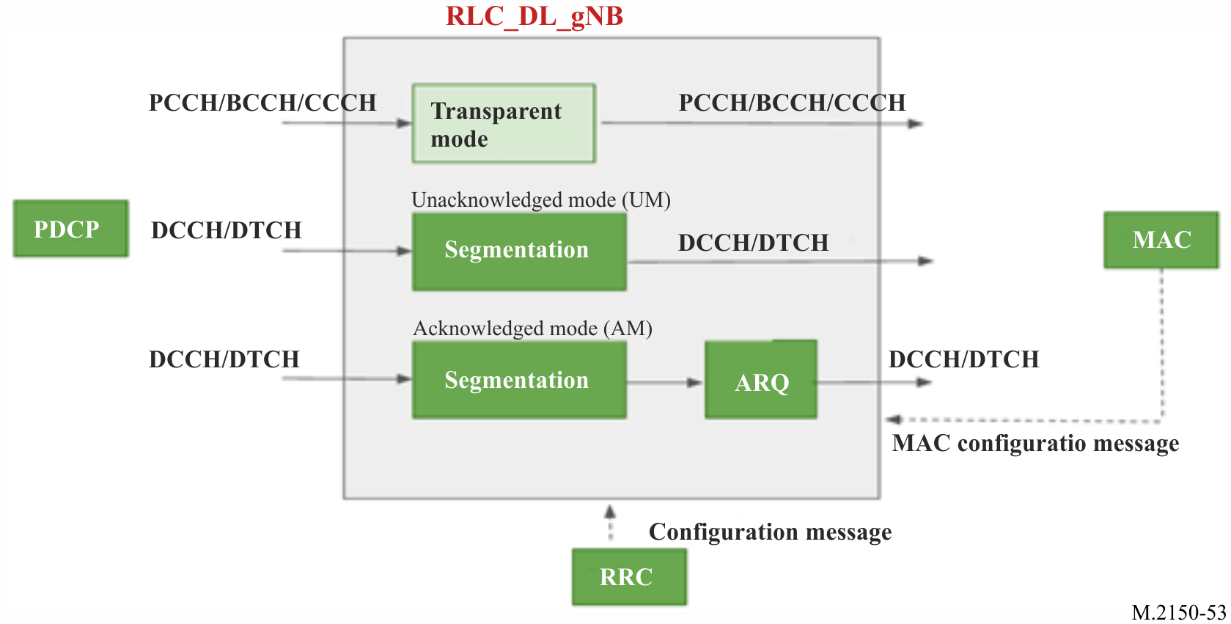 RLC_DL_gNB
PCCH/BCCH/CCCH
Transparent
mode
PCCH/BCCH/CCCH
Unacknowledged mode (UM)
PDCP
DCCH/DTCH
Segmentation
DCCH/DTCH
MAC
Acknowledged mode (AM)
DCCH/DTCH
Segmentation
ARQ
DCCH/DTCH
MAC configuratio message
Configuration message
RRC
M.2150-53